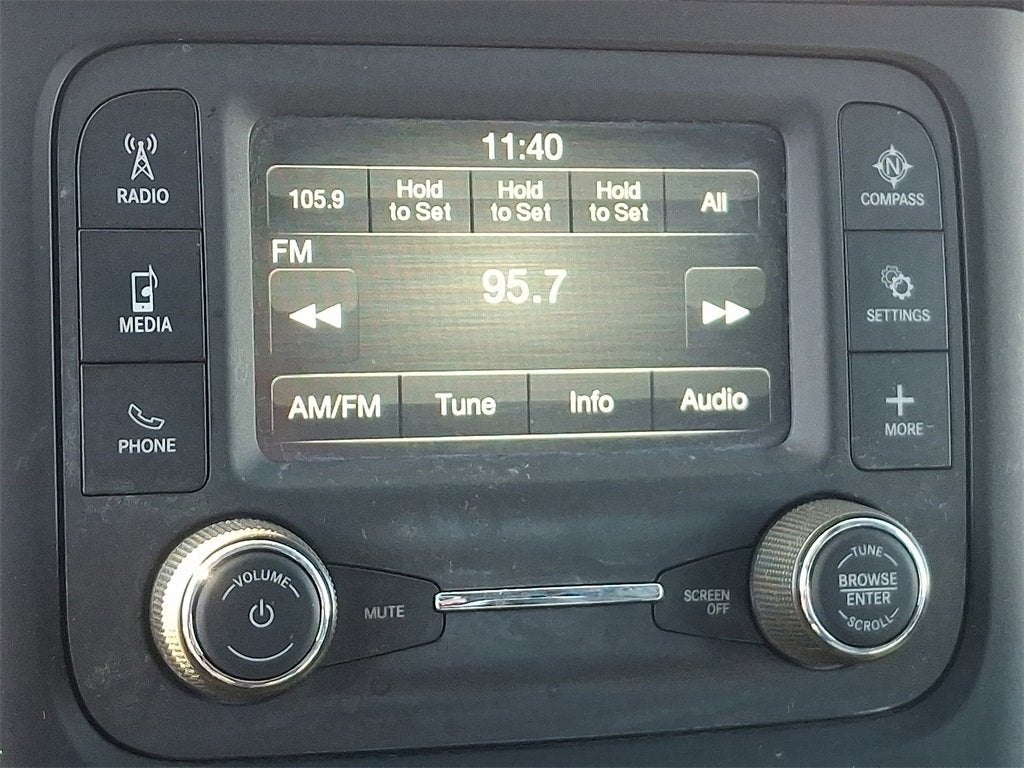 11:40
105.9
Hold
to Set
Hold
to Set
Hold
to Set
All
FM
95.7
AM/FM
Tune
Info
Audio
RADIO
MEDIA
PHONE
N
COMPASS
SETTINGS
MORE
VOLUME
MUTE
SCREEN
OFF
TUNE
BROWSE
ENTER
SCROLL